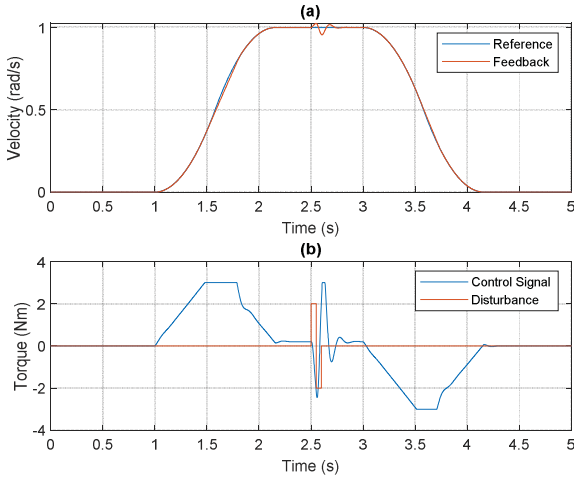 (a)
1
0.5
0
Velocity (rad/s)
Reference
Feedback
0 0.5 1 1.5 2 2.5 3 3.5 4 4.5 5
Time (s)
(b)
4
2
0
-2
-4
Torque (Nm)
Control Signal
Disturbance
0 0.5 1 1.5 2 2.5 3 3.5 4 4.5 5
Time (s)